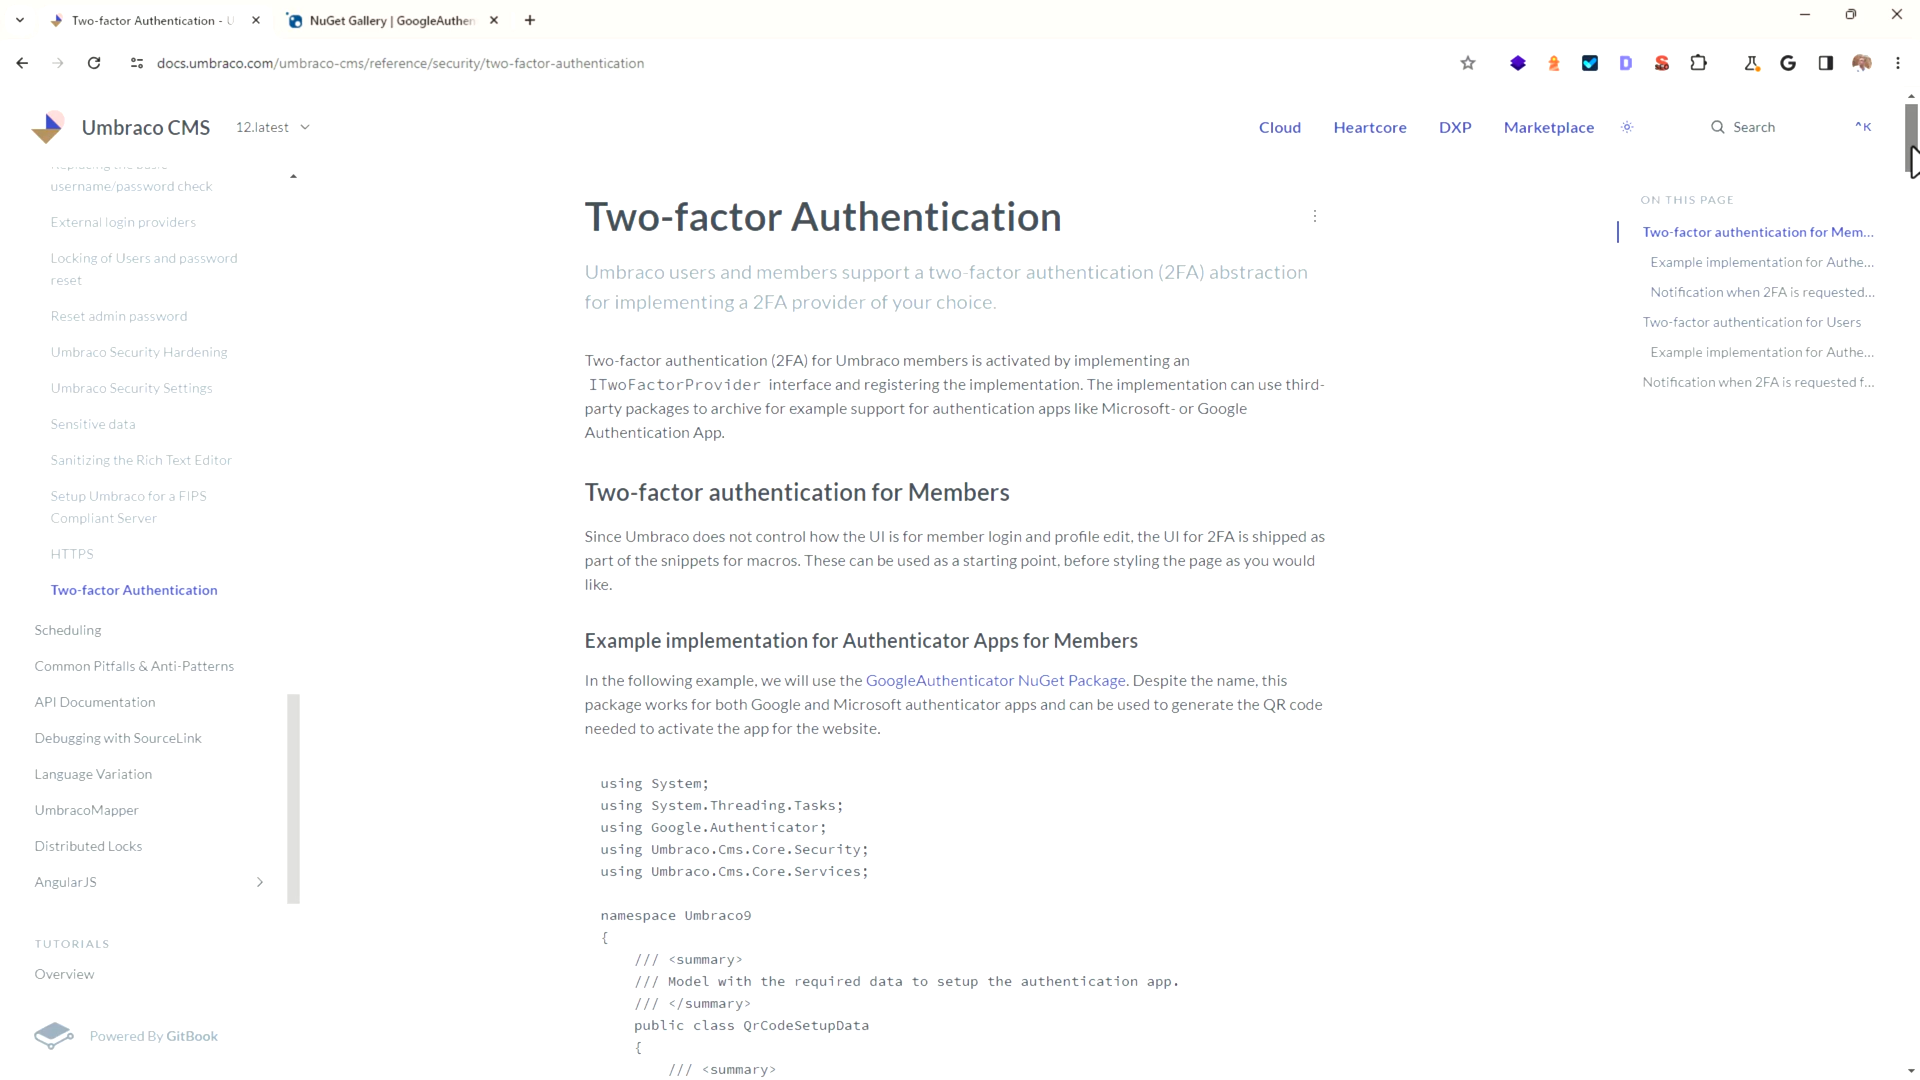 Two-factor Authentication - U
NuGet Gallery | GoogleAuthen
docs.umbraco.com/umbraco-cms/reference/security/two-factor-authentication
Umbraco CMS
12.latest
Cloud
Heartcore
DXP
Marketplace
Search
^K
Replacing the basic
username/password check
External login providers
Locking of Users and password
reset
Reset admin password
Umbraco Security Hardening
Umbraco Security Settings
Sensitive data
Sanitizing the Rich Text Editor
Setup Umbraco for a FIPS
Compliant Server
HTTPS
Two-factor Authentication
Scheduling
Common Pitfalls & Anti-Patterns
API Documentation
Debugging with SourceLink
Language Variation
UmbracoMapper
Distributed Locks
AngularJS
TUTORIALS
Overview
Powered By GitBook
Two-factor Authentication
Umbraco users and members support a two-factor authentication (2FA) abstraction
for implementing a 2FA provider of your choice.
Two-factor authentication (2FA) for Umbraco members is activated by implementing an
ITwoFactorProvider interface and registering the implementation. The implementation can use third-
party packages to archive for example support for authentication apps like Microsoft- or Google
Authentication App.
Two-factor authentication for Members
Since Umbraco does not control how the UI is for member login and profile edit, the UI for 2FA is shipped as
part of the snippets for macros. These can be used as a starting point, before styling the page as you would
like.
Example implementation for Authenticator Apps for Members
In the following example, we will use the GoogleAuthenticator NuGet Package. Despite the name, this
package works for both Google and Microsoft authenticator apps and can be used to generate the QR code
needed to activate the app for the website.
using System;
using System.Threading.Tasks;
using Google.Authenticator;
using Umbraco.Cms.Core.Security;
using Umbraco.Cms.Core.Services;
namespace Umbraco9
{
/// <summary>
/// Model with the required data to setup the authentication app.
/// </summary>
public class QrCodeSetupData
{
/// <summary>
ON THIS PAGE
Two-factor authentication for Mem...
Example implementation for Authe...
Notification when 2FA is requested...
Two-factor authentication for Users
Example implementation for Authe...
Notification when 2FA is requested f...